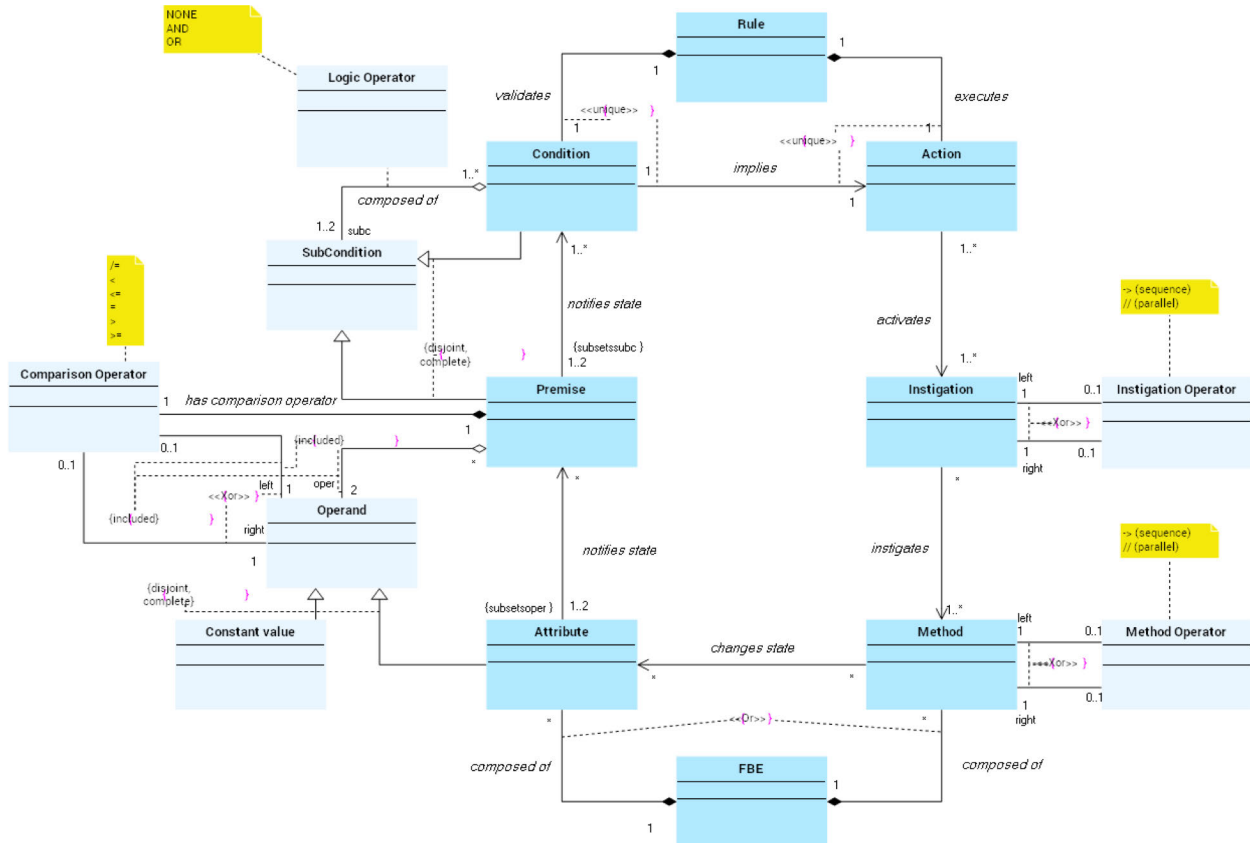 NONE
AND
OR
Rule
1
1
Logic Operator
validates
executes
<<unique>>
1
1
<<unique>>
Condition
Action
1..*
1
implies
1
composed of
1..2
subc
SubCondition
1..*
1..*
/=
<
<=
=
>
>=
notifies state
activates
-> (sequence)
// (parallel)
{disjoint,
complete}
{subsetssubc }
1..2
1..*
Comparison Operator
Premise
Instigation
Instigation Operator
left
1
0..1
1
has comparison operator
1
<<Xor>>
{included}
1
right
0..1
0..1
0..1
*
*
*
left
1
oper
2
<<Xor>>
{included}
Operand
right
1
notifies state
instigates
-> (sequence)
// (parallel)
{disjoint,
complete}
{subsetsoper }
1..2
1..*
Constant value
Attribute
Method
Method Operator
left
1
0..1
changes state
<<Xor>>
*
*
1
right
0..1
*
<<Or>>
*
composed of
FBE
composed of
1
1